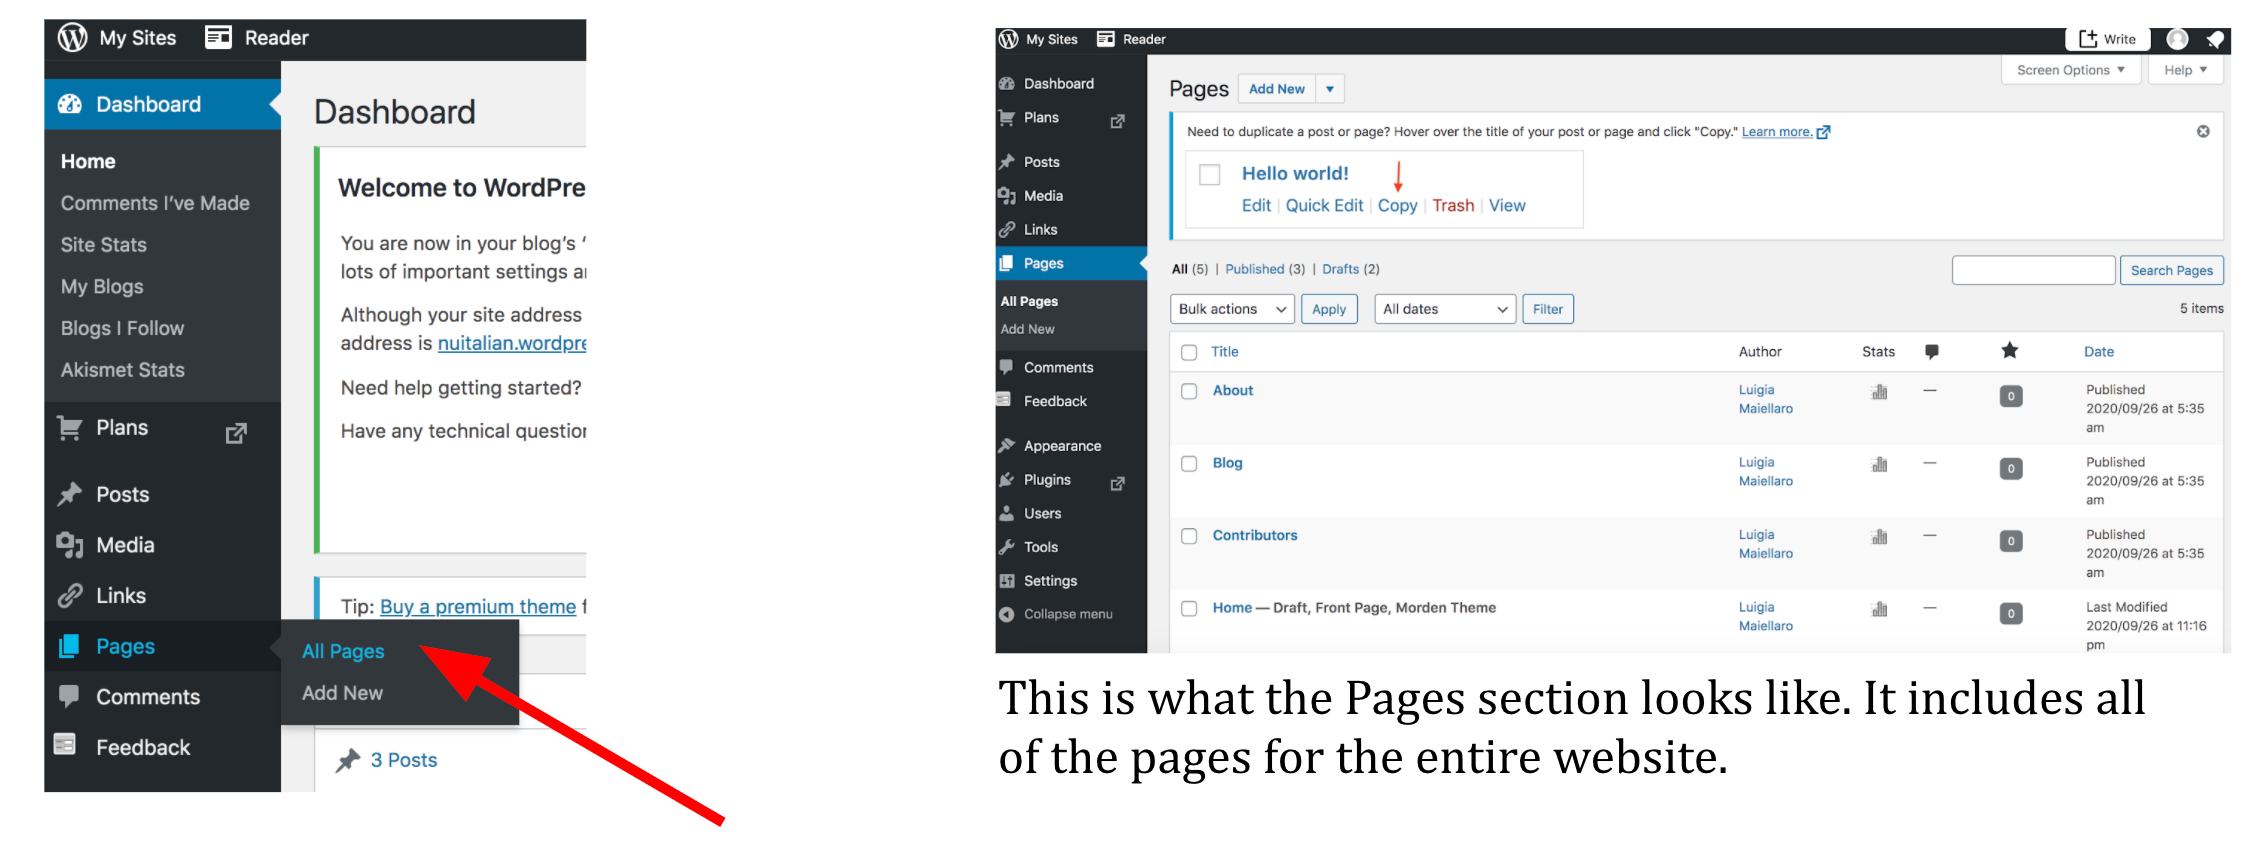 My Sites Reader
Dashboard
Home
Comments I've Made
Site Stats
My Blogs
Blogs I Follow
Akismet Stats
Plans
Posts
Media
Links
Pages
Comments
Feedback
All Pages
Add New
Dashboard
Welcome to WordPre
You are now in your blog's '
lots of important settings a
Although your site address
address is nuitalian.wordpre
Need help getting started?
Have any technical question
Tip: Buy a premium theme f
3 Posts
My Sites Reader Write
Dashboard
Plans
Posts
Media
Links
Pages
All Pages
Add New
Comments
Feedback
Appearance
Plugins
Users
Tools
Settings
Collapse menu
Screen Options ▼ Help ▼
Pages Add New ▼
Need to duplicate a post or page? Hover over the title of your post or page and click "Copy." Learn more.
Hello world!
Edit | Quick Edit | Copy | Trash | View
All (5) | Published (3) | Drafts (2)
Search Pages
Bulk actions Apply All dates Filter 5 items
Title Author Stats Date
About Luigia Maiellaro — 0 Published
2020/09/26 at 5:35
am
Blog Luigia Maiellaro — 0 Published
2020/09/26 at 5:35
am
Contributors Luigia Maiellaro — 0 Published
2020/09/26 at 5:35
am
Home — Draft, Front Page, Morden Theme Luigia Maiellaro — 0 Last Modified
2020/09/26 at 11:16
pm
This is what the Pages section looks like. It includes all
of the pages for the entire website.